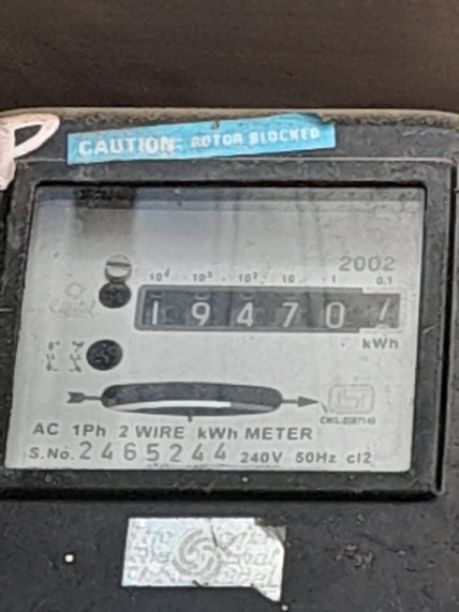 CAUTION: ROTOR BLOCKED
2002
10⁴ 10³ 10² 10 1 0.1
1 9 4 7 0
kWh
AC 1Ph 2 WIRE kWh METER
S.No. 2465244 240V 50Hz cl2